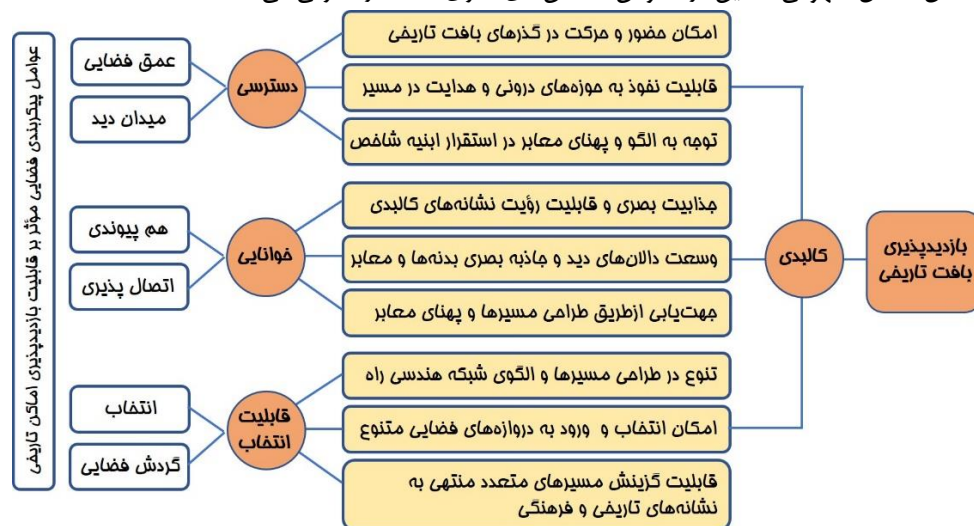 بازدیدپذیری
بافت تاریخی
کالبدی
امکان حضور و حرکت در گذرهای بافت تاریخی
قابلیت نفوذ به حوزه‌های درونی و هدایت در مسیر
توجه به الگو و پهنای معابر در استقرار ابنیه شاخص
دسترسی
عمق فضایی
میدان دید
جذابیت بصری و قابلیت رؤیت نشانه‌های کالبدی
وسعت دالان‌های دید و جاذبه بصری بدنه‌ها و معابر
جهت‌یابی ازطریق طراحی مسیرها و پهنای معابر
خوانایی
هم پیوندی
اتصال پذیری
تنوع در طراحی مسیرها و الگوی شبکه هندسی راه
امکان انتخاب و ورود به دروازه‌های فضایی متنوع
قابلیت گزینش مسیرهای متعدد منتهی به
نشانه‌های تاریخی و فرهنگی
قابلیت
انتخاب
انتخاب
گردش فضایی
عوامل پیکربندی فضایی مؤثر بر قابلیت بازدیدپذیری اماکن تاریخی